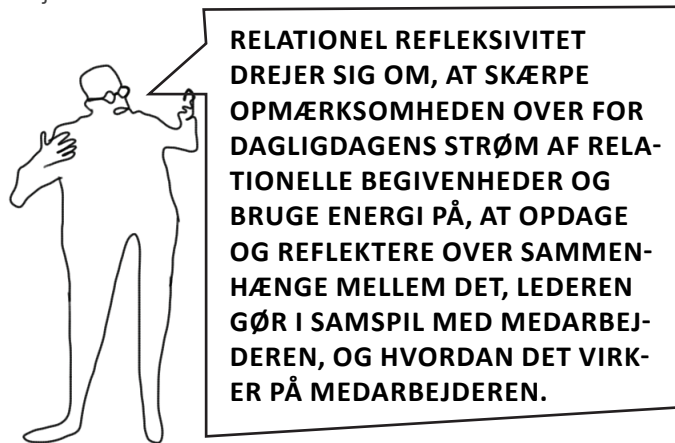 RELATIONEL REFLEKSIVITET
DREJER SIG OM, AT SKÆRPE
OPMÆRKSOMHEDEN OVER FOR
DAGLIGDAGENS STRØM AF RELA-
TIONELLE BEGIVENHEDER OG
BRUGE ENERGI PÅ, AT OPDAGE
OG REFLEKTERE OVER SAMMEN-
HÆNGE MELLEM DET, LEDEREN
GØR I SAMSPIL MED MEDARBEJ-
DEREN, OG HVORDAN DET VIRK-
ER PÅ MEDARBEJDEREN.